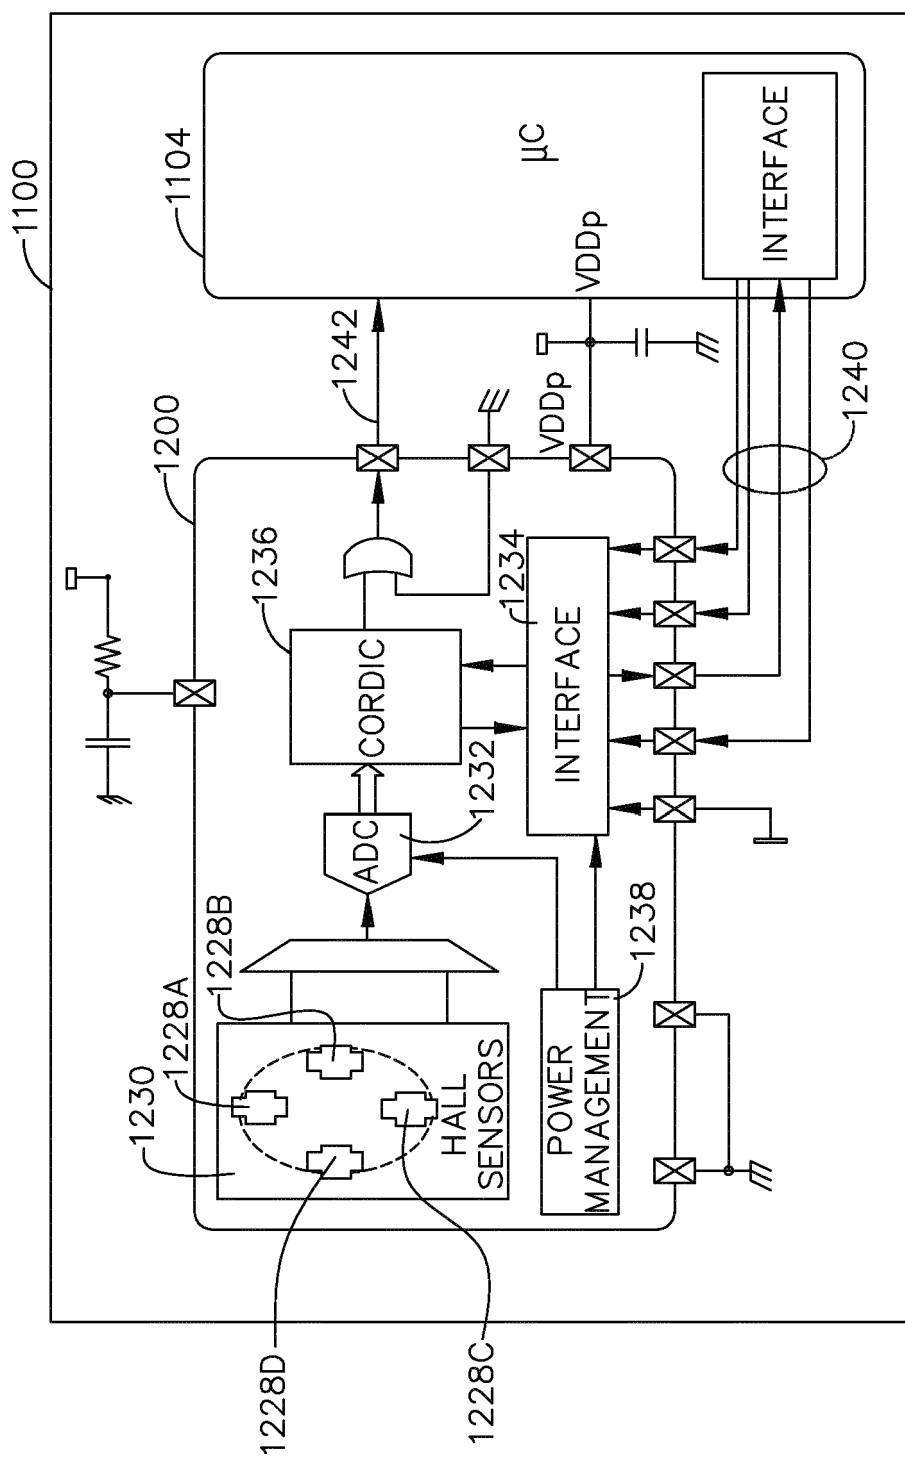 1100
1104
µC
INTERFACE
VDDp
1242
VDDp
1240
1200
1236
1234
CORDIC
INTERFACE
1232
ADC
1228B
1228A
1230
HALL
SENSORS
1238
POWER
MANAGEMENT
1228D
1228C